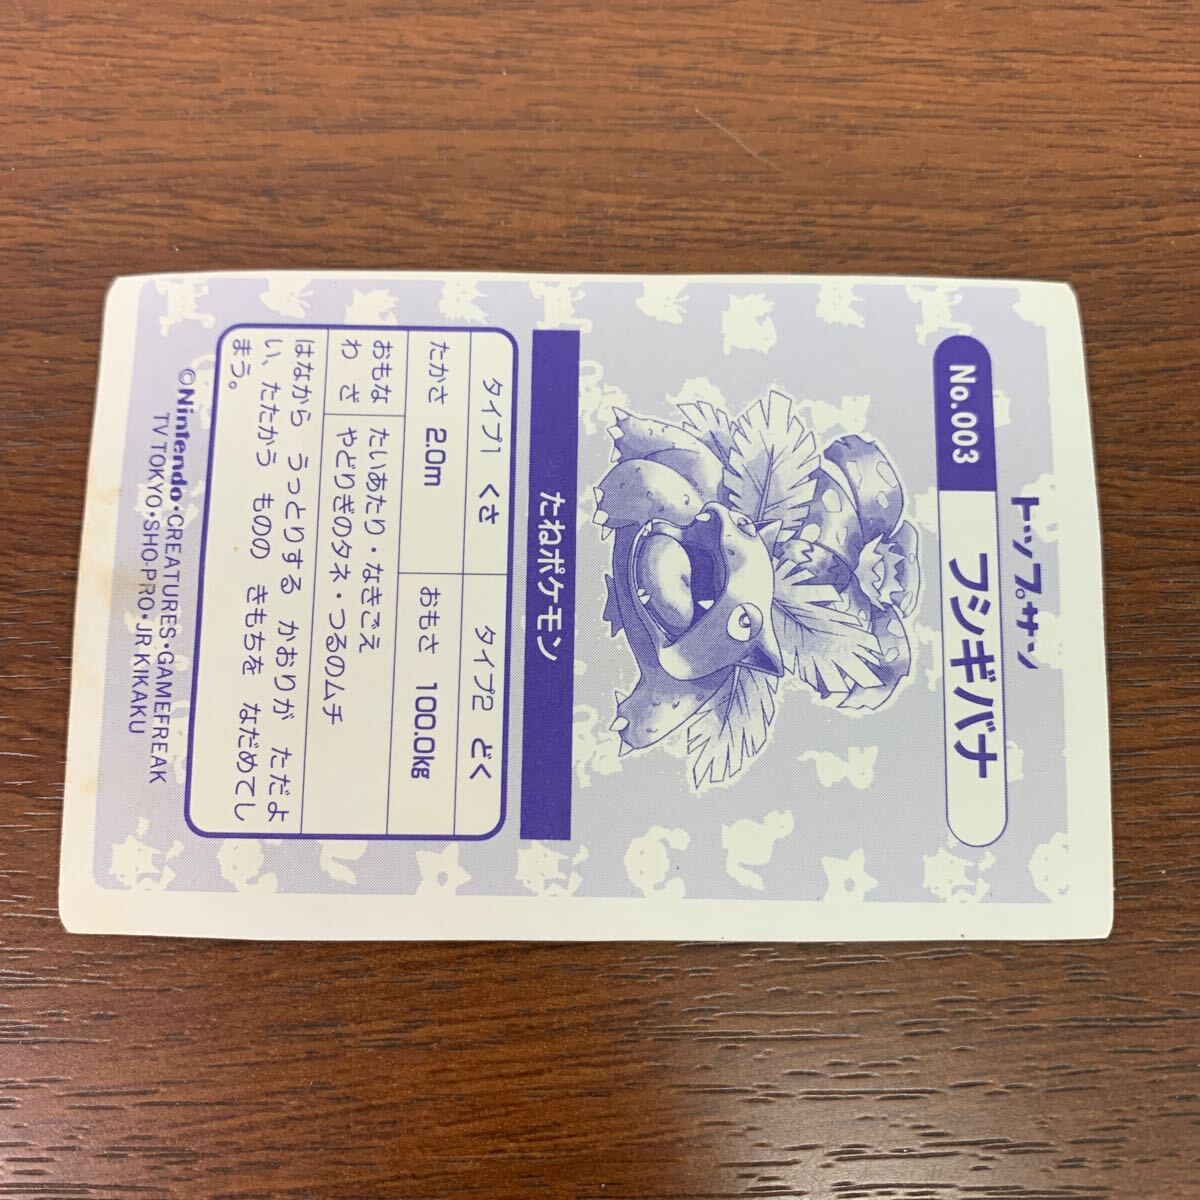 トップサン
No.003 フシギバナ
たねポケモン
タイプ1 くさ タイプ2 どく
たかさ 2.0m おもさ 100.0kg
おもな たいあたり・なきごえ
わ ざ やどりぎのタネ・つるのムチ
はなから うっとりする かおりが ただよ
い、たたかう ものの きもちを なだめてし
まう。
©Nintendo・CREATURES・GAMEFREAK
TV TOKYO・SHO-PRO・JR KIKAKU